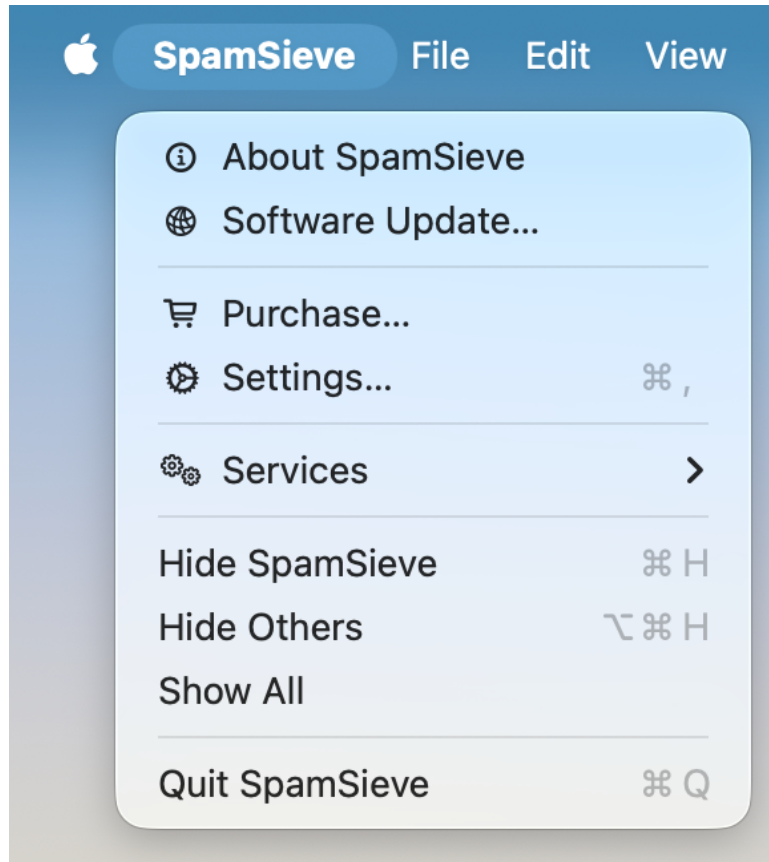 SpamSieve File Edit View
About SpamSieve
Software Update...
Purchase...
Settings... ⌘ ,
Services
Hide SpamSieve ⌘ H
Hide Others ⌥ ⌘ H
Show All
Quit SpamSieve ⌘ Q